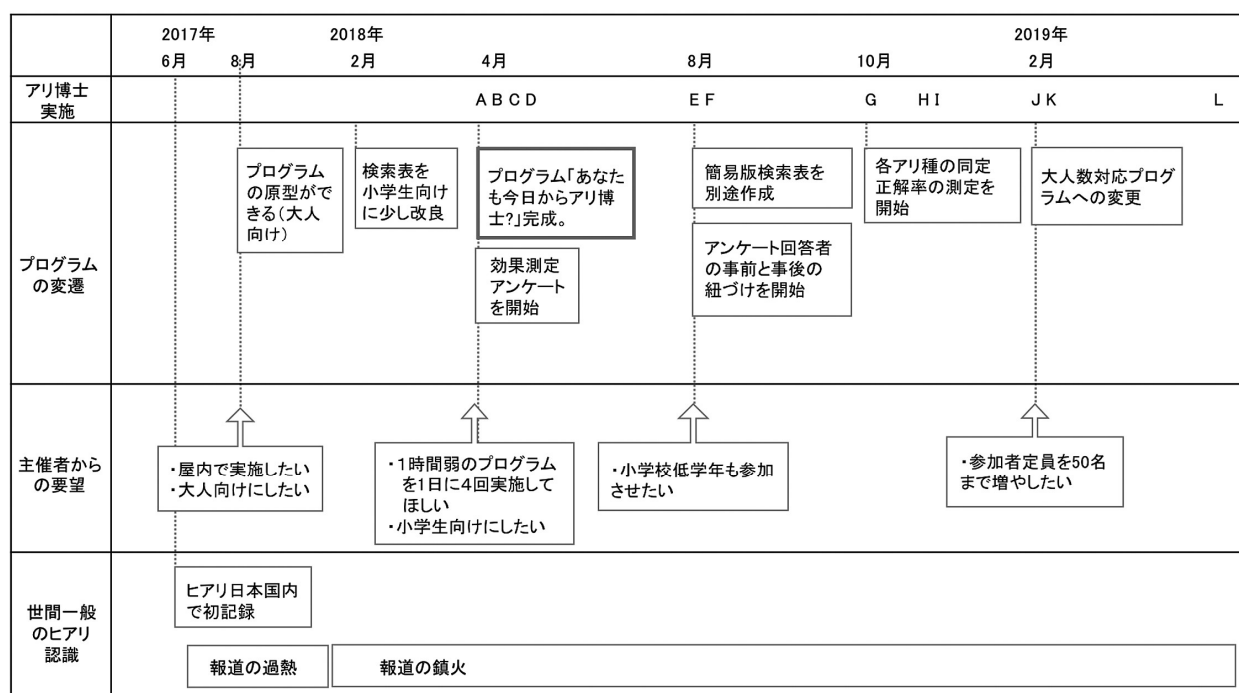 2017年 2018年 2019年
6月 8月 2月 4月 8月 10月 2月
アリ博士
実施
A B C D E F G H I J K L
プログラム
の変遷
プログラム
の原型がで
きる(大人
向け)
検索表を
小学生向け
に少し改良
プログラム「あなた
も今日からアリ博
士?」完成。
効果測定
アンケート
を開始
簡易版検索表を
別途作成
アンケート回答者
の事前と事後の
紐づけを開始
各アリ種の同定
正解率の測定を
開始
大人数対応プログ
ラムへの変更
主催者から
の要望
・屋内で実施したい
・大人向けにしたい
・1時間弱のプログラム
を1日に4回実施して
ほしい
・小学生向けにしたい
・小学校低学年も参加
させたい
・参加者定員を50名
まで増やしたい
世間一般
のヒアリ
認識
ヒアリ日本国内
で初記録
報道の過熱
報道の鎮火